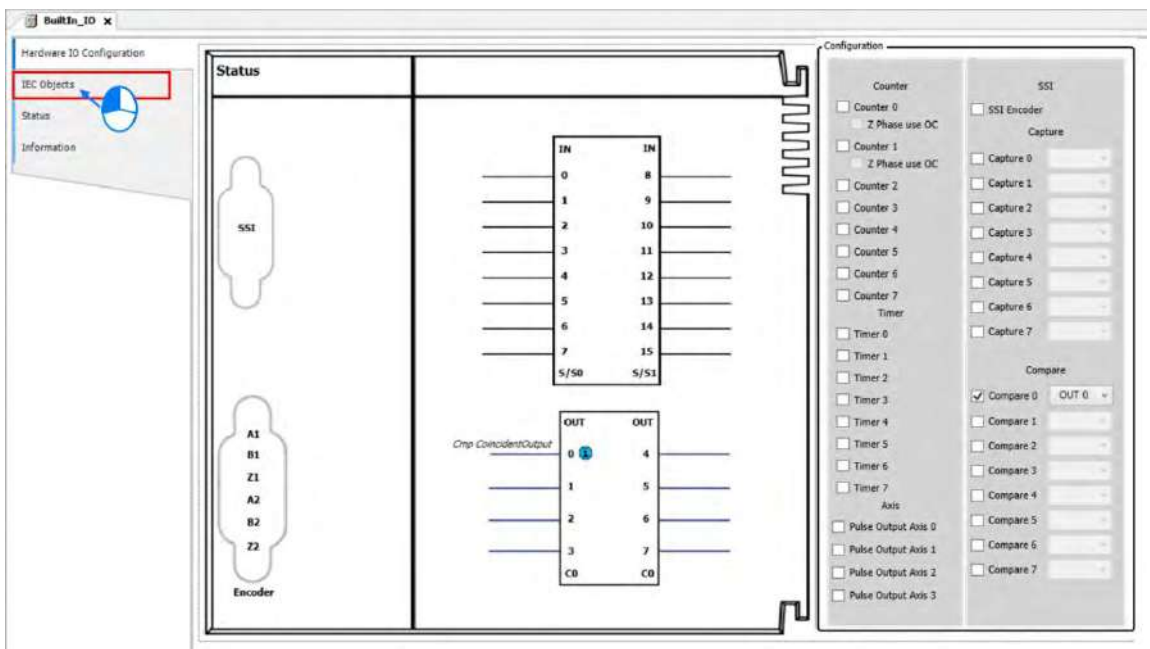 BuiltIn_IO x
Hardware IO Configuration
IEC Objects
Status
Information
Status
SSI
A1
B1
Z1
A2
B2
Z2
Encoder
IN IN
0 8
1 9
2 10
3 11
4 12
5 13
6 14
7 15
S/S0 S/S1
OUT OUT
Cmp CoincidentOutput 0 1 4
1 5
2 6
3 7
C0 C0
Configuration
Counter
Counter 0
Z Phase use OC
Counter 1
Z Phase use OC
Counter 2
Counter 3
Counter 4
Counter 5
Counter 6
Counter 7
Timer
Timer 0
Timer 1
Timer 2
Timer 3
Timer 4
Timer 5
Timer 6
Timer 7
Axis
Pulse Output Axis 0
Pulse Output Axis 1
Pulse Output Axis 2
Pulse Output Axis 3
SSI
SSI Encoder
Capture
Capture 0
Capture 1
Capture 2
Capture 3
Capture 4
Capture 5
Capture 6
Capture 7
Compare
Compare 0 OUT 0
Compare 1
Compare 2
Compare 3
Compare 4
Compare 5
Compare 6
Compare 7